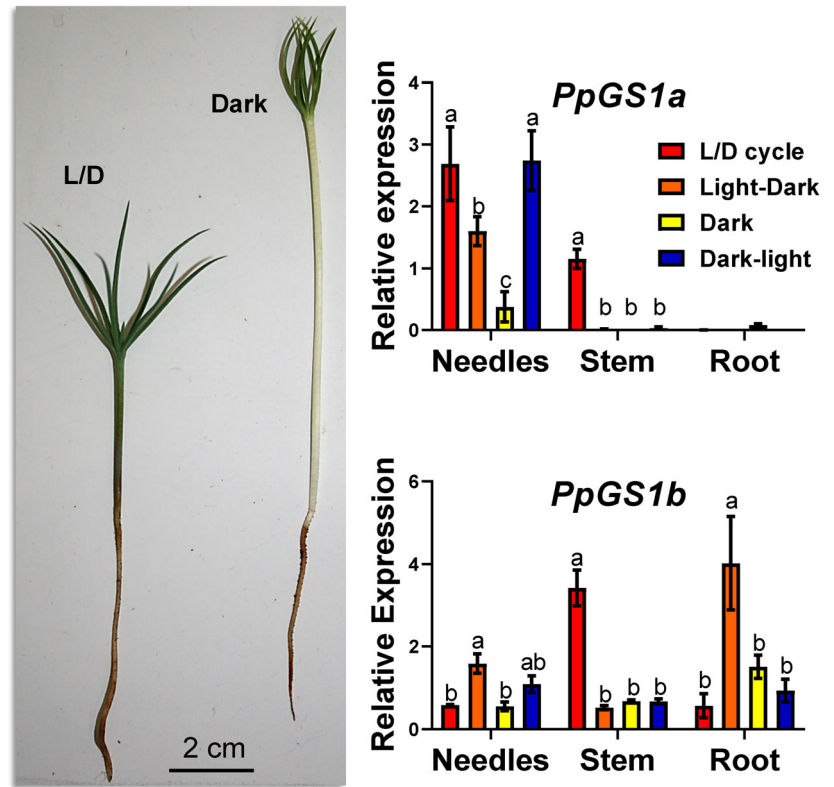 Dark
L/D
2 cm
PpGS1a
Relative expression
4
3
2
1
0
a
b
c
a
a
b
b
b
L/D cycle
Light-Dark
Dark
Dark-light
Needles
Stem
Root
PpGS1b
Relative Expression
6
4
2
0
b
a
b
ab
a
b
b
b
b
a
b
b
Needles
Stem
Root